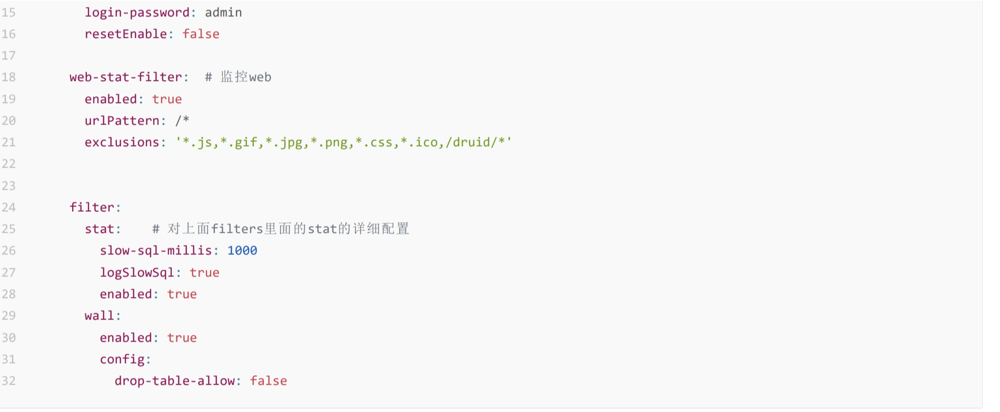 15 login-password: admin
16 resetEnable: false
17
18 web-stat-filter: # 监控web
19 enabled: true
20 urlPattern: /*
21 exclusions: '*.js,*.gif,*.jpg,*.png,*.css,*.ico,/druid/*'
22
23
24 filter:
25 stat: # 对上面filters里面的stat的详细配置
26 slow-sql-millis: 1000
27 logSlowSql: true
28 enabled: true
29 wall:
30 enabled: true
31 config:
32 drop-table-allow: false